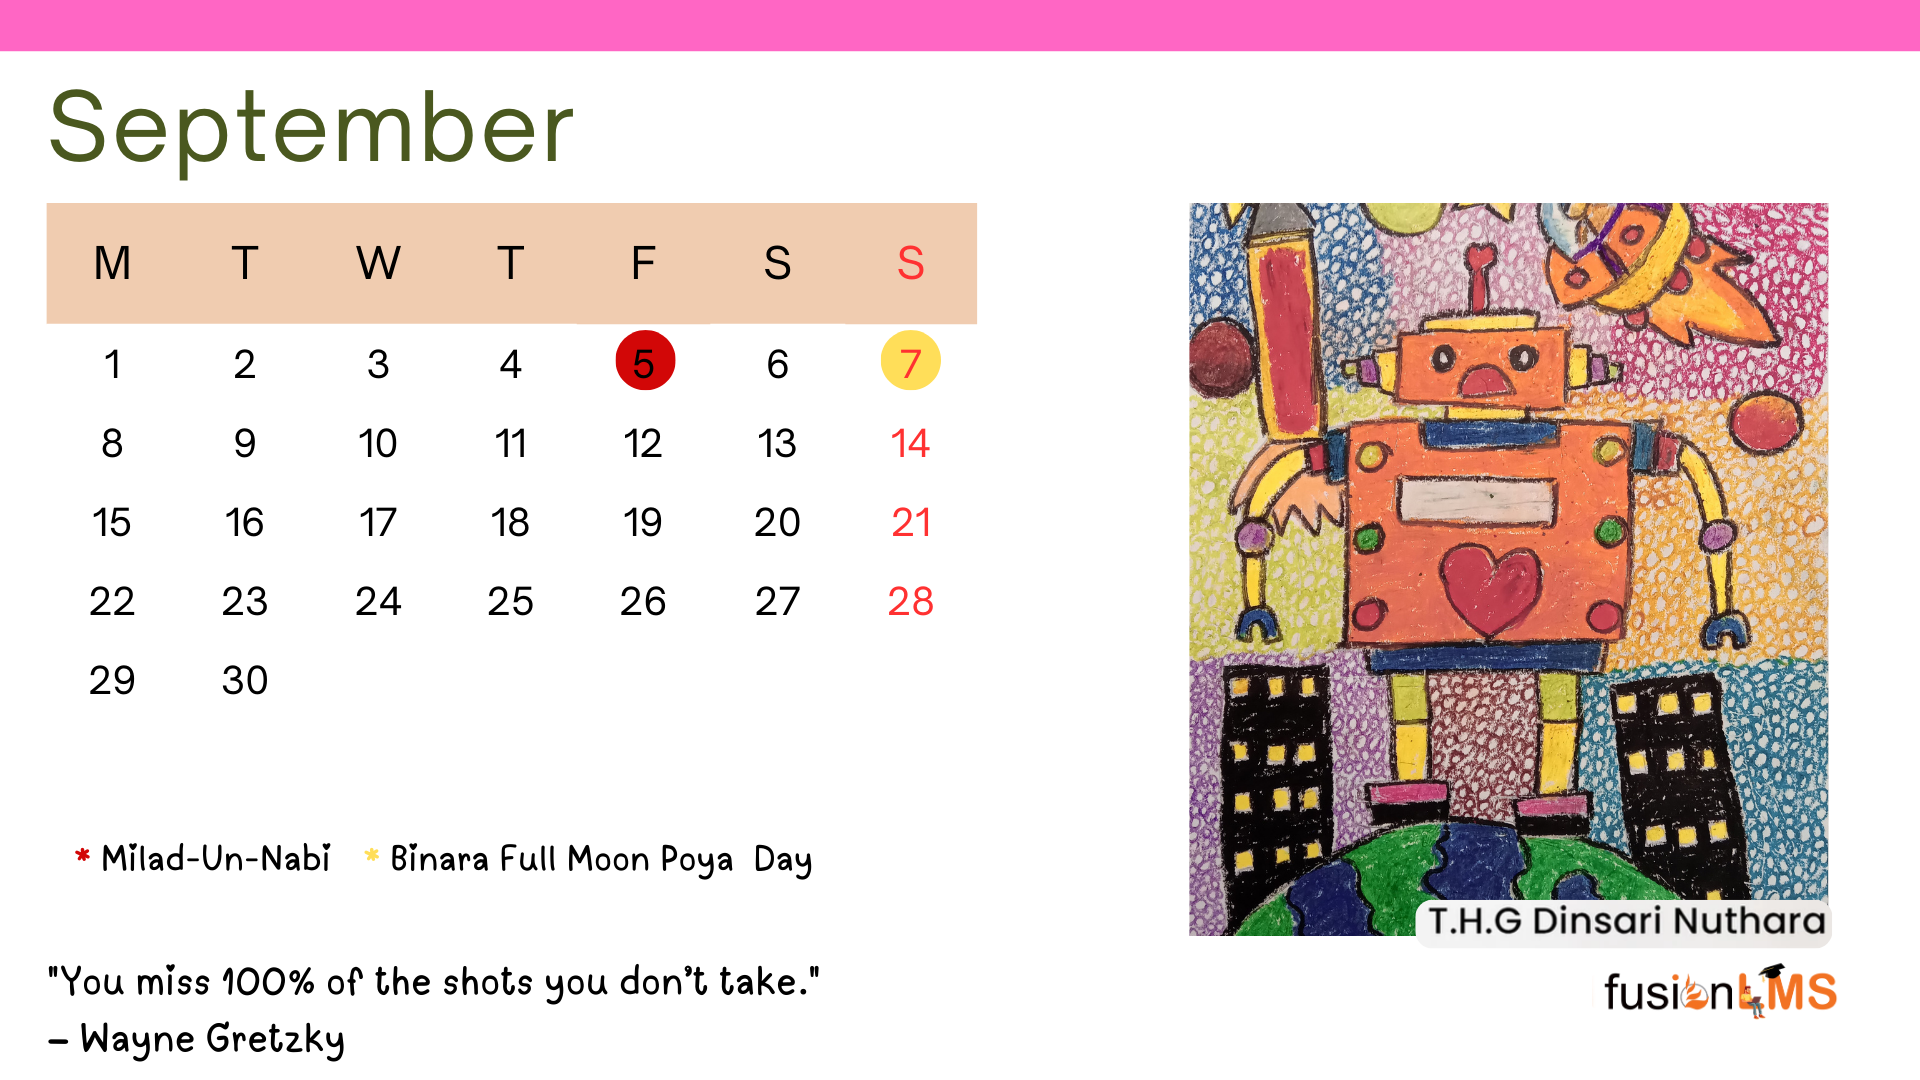 September
M T W T F S S
1 2 3 4 5 6 7
8 9 10 11 12 13 14
15 16 17 18 19 20 21
22 23 24 25 26 27 28
29 30
* Milad-Un-Nabi * Binara Full Moon Poya Day
"You miss 100% of the shots you don't take."
– Wayne Gretzky
T.H.G Dinsari Nuthara
fusionLMS